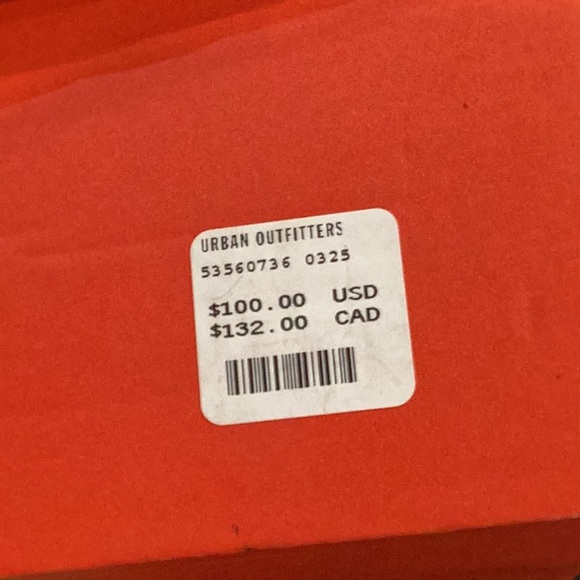 URBAN OUTFITTERS
53560736 0325
$100.00 USD
$132.00 CAD